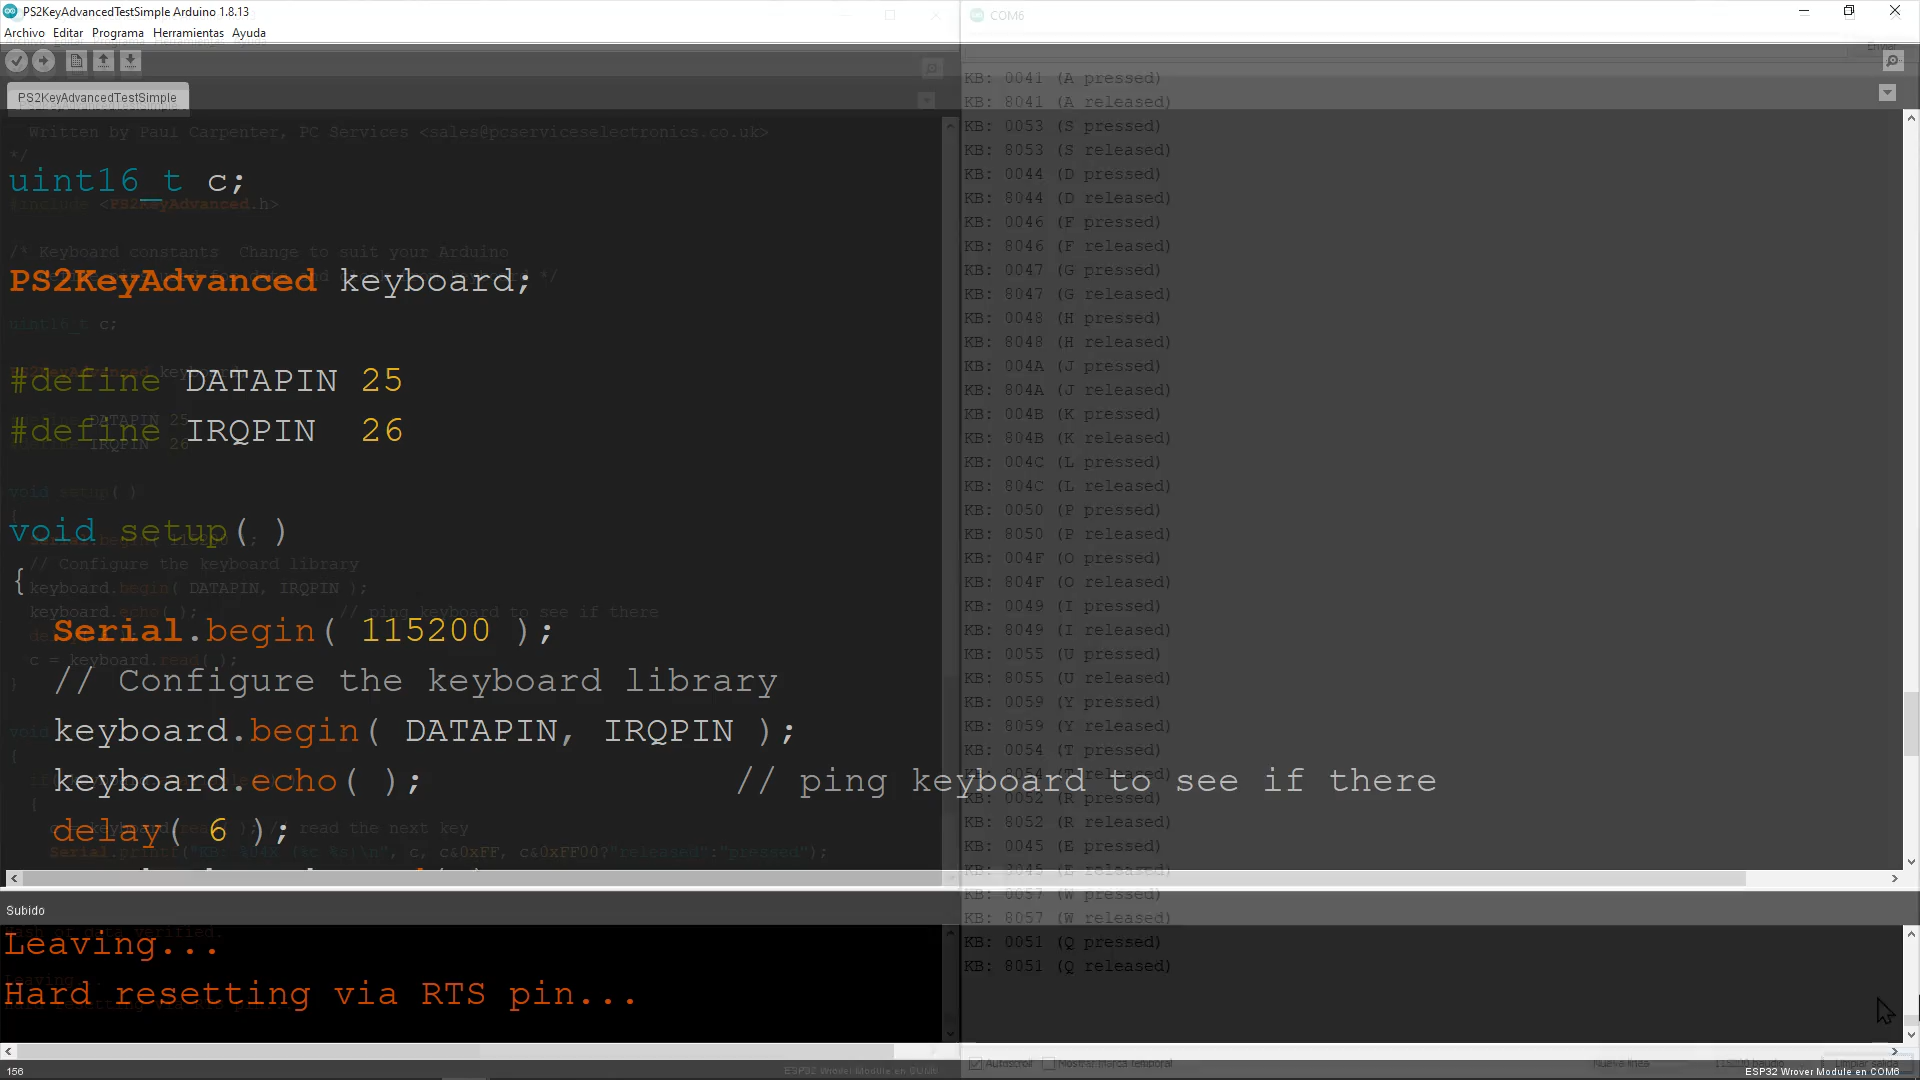 PS2KeyAdvancedTestSimple Arduino 1.8.13
COM6
Archivo Editar Programa Herramientas Ayuda
PS2KeyAdvancedTestSimple
Written by Paul Carpenter, PC Services <sales@pcserviceselectronics.co.uk>
*/
uint16_t c;
#include <PS2KeyAdvanced.h>
/* Keyboard constants  Change to suit your Arduino
PS2KeyAdvanced keyboard;
uint16_t c;
#define DATAPIN 25
#define IRQPIN  26
DATAPIN 25
IRQPIN  26
void setup( )
void setup( )
{
// Configure the keyboard library
keyboard.begin( DATAPIN, IRQPIN );
keyboard.echo( );              // ping keyboard to see if there
Serial.begin( 115200 );
c = keyboard.read( );
}
// Configure the keyboard library
keyboard.begin( DATAPIN, IRQPIN );
void
{
keyboard.echo( );              // ping keyboard to see if there
// read the next key
delay( 6 );
Serial.printf("KB: %04X (%c %s)\n", c, c&0xFF, c&0xFF00?"released":"pressed");
KB: 0041 (A pressed)
KB: 8041 (A released)
KB: 0053 (S pressed)
KB: 8053 (S released)
KB: 0044 (D pressed)
KB: 8044 (D released)
KB: 0046 (F pressed)
KB: 8046 (F released)
KB: 0047 (G pressed)
KB: 8047 (G released)
KB: 0048 (H pressed)
KB: 8048 (H released)
KB: 004A (J pressed)
KB: 804A (J released)
KB: 004B (K pressed)
KB: 804B (K released)
KB: 004C (L pressed)
KB: 804C (L released)
KB: 0050 (P pressed)
KB: 8050 (P released)
KB: 004F (O pressed)
KB: 804F (O released)
KB: 0049 (I pressed)
KB: 8049 (I released)
KB: 0055 (U pressed)
KB: 8055 (U released)
KB: 0059 (Y pressed)
KB: 8059 (Y released)
KB: 0054 (T pressed)
KB: 8054 (T released)
KB: 0052 (R pressed)
KB: 8052 (R released)
KB: 0045 (E pressed)
KB: 8045 (E released)
KB: 0057 (W pressed)
KB: 8057 (W released)
KB: 0051 (Q pressed)
KB: 8051 (Q released)
Subido
Leaving...
Hard resetting via RTS pin...
Autoscroll Mostrar marca temporal
156
ESP32 Wrover Module en COM6
ESP32 Wrover Module en COM6